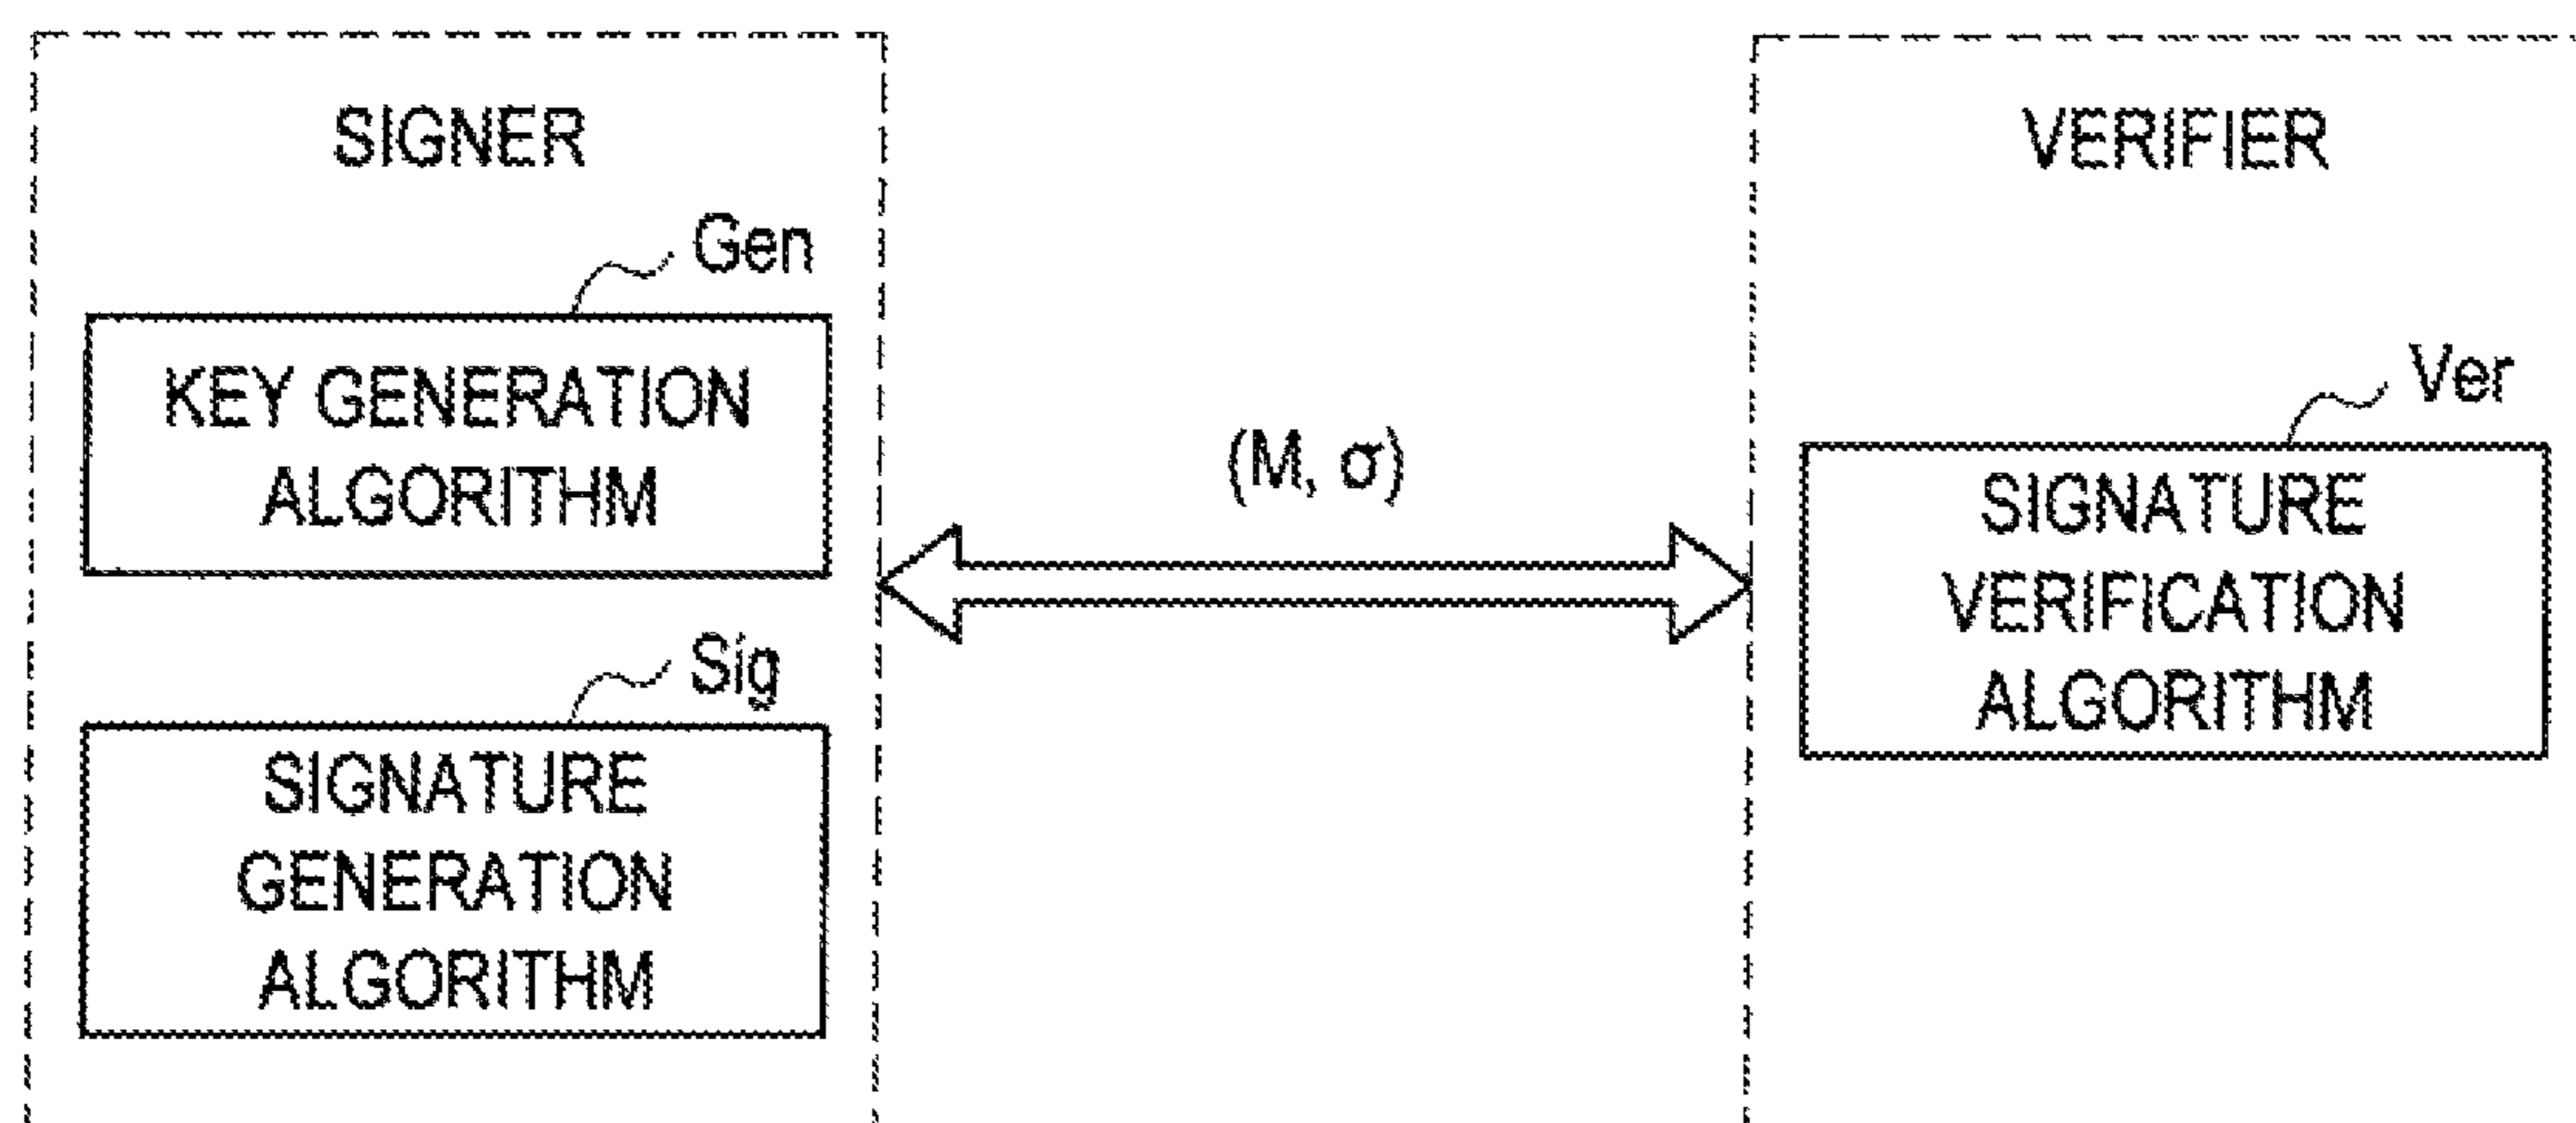 SIGNER
Gen
KEY GENERATION
ALGORITHM
Sig
SIGNATURE
GENERATION
ALGORITHM
(M, σ)
VERIFIER
Ver
SIGNATURE
VERIFICATION
ALGORITHM